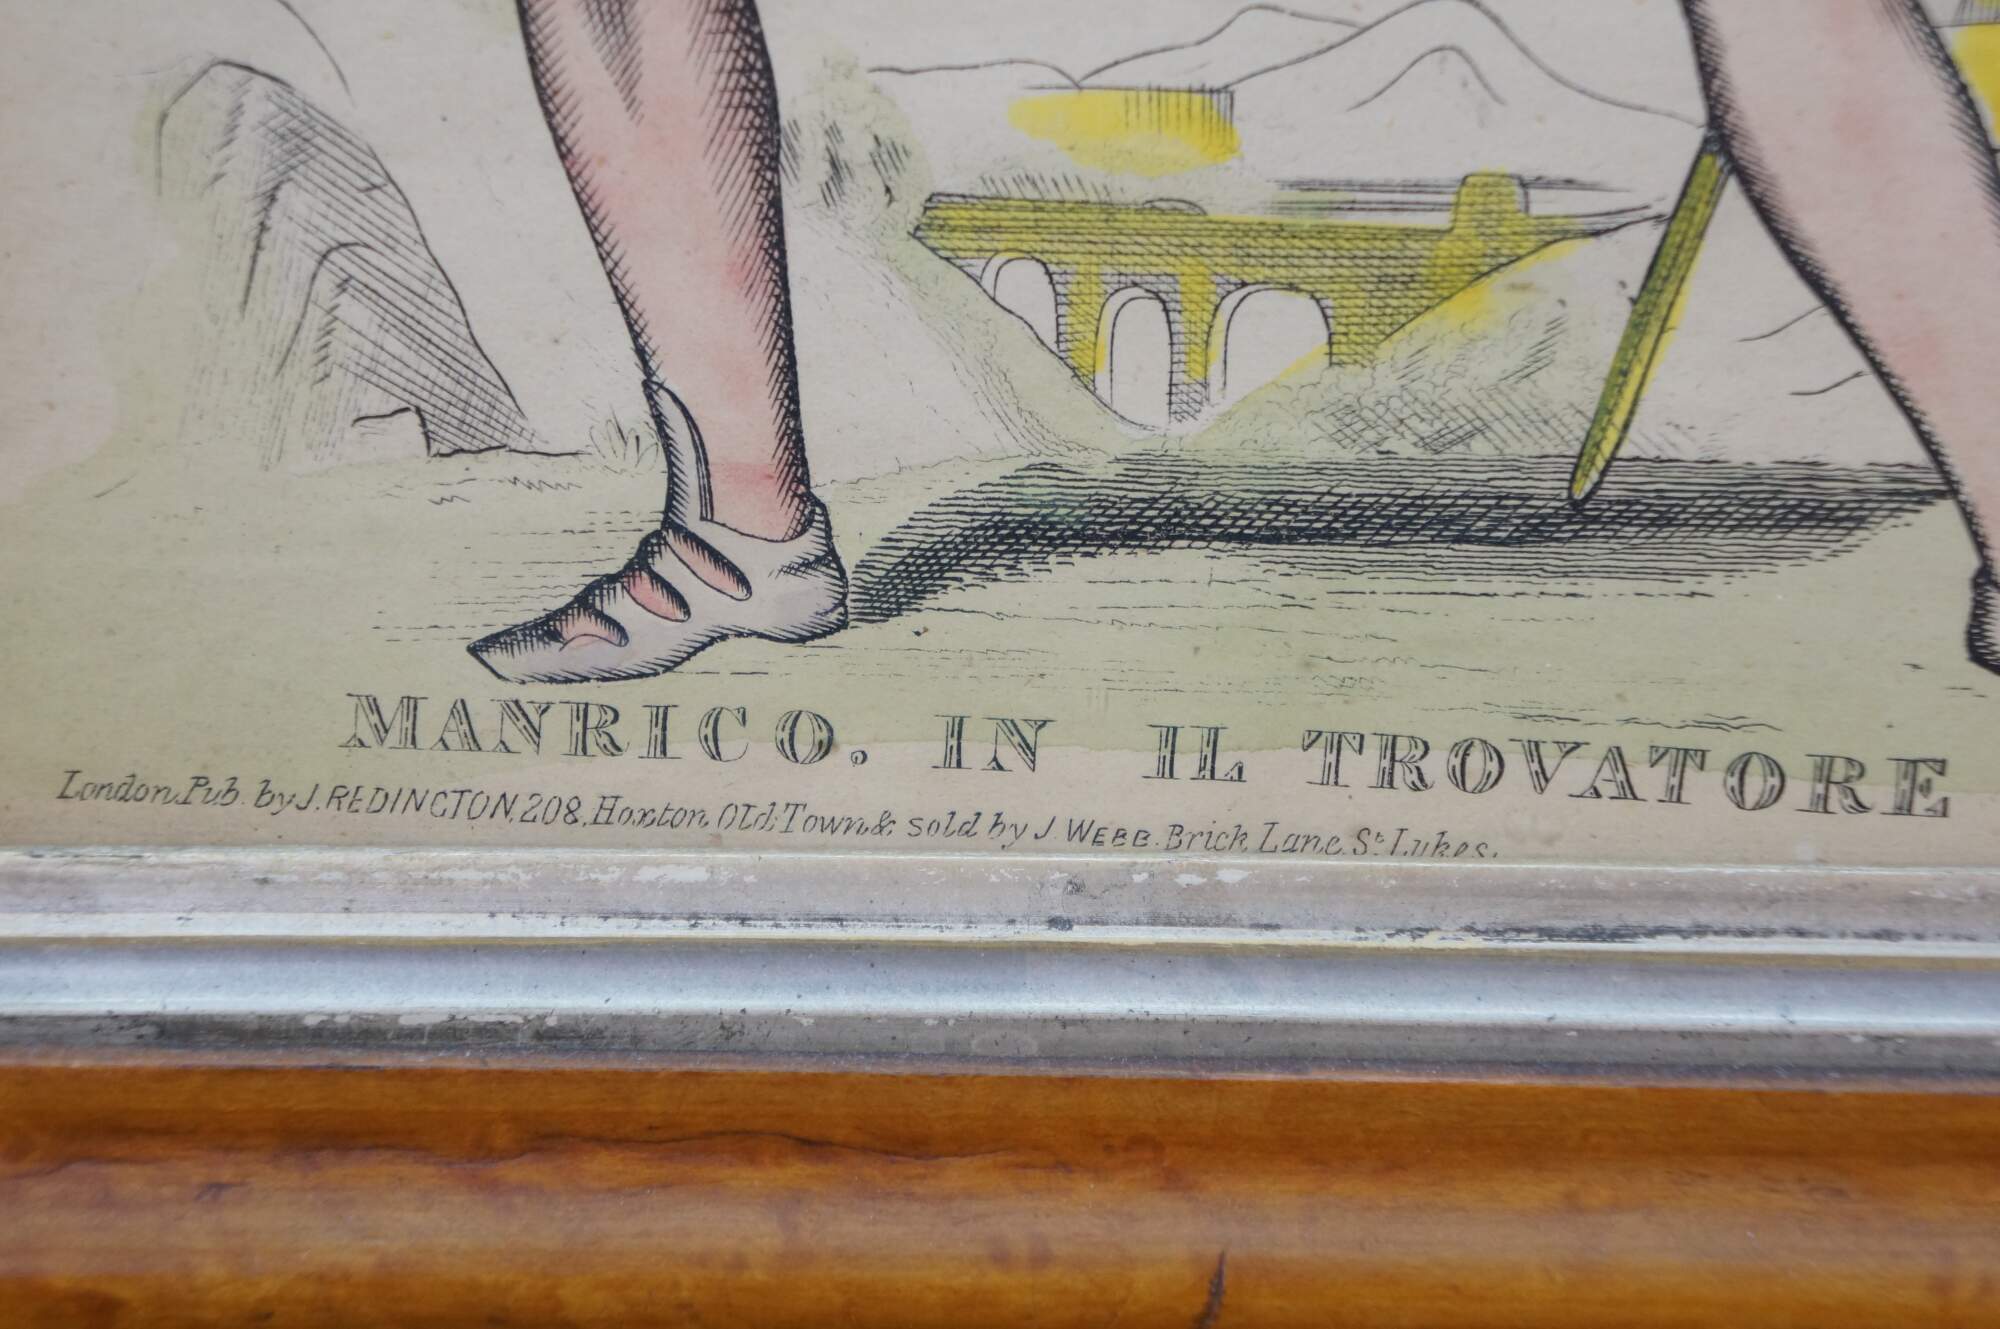 MANRICO. IN IL TROVATORE
London, Pub. by J. REDINGTON, 208, Hoxton Old Town & sold by J. WEBB. Brick Lane, St. Lukes.